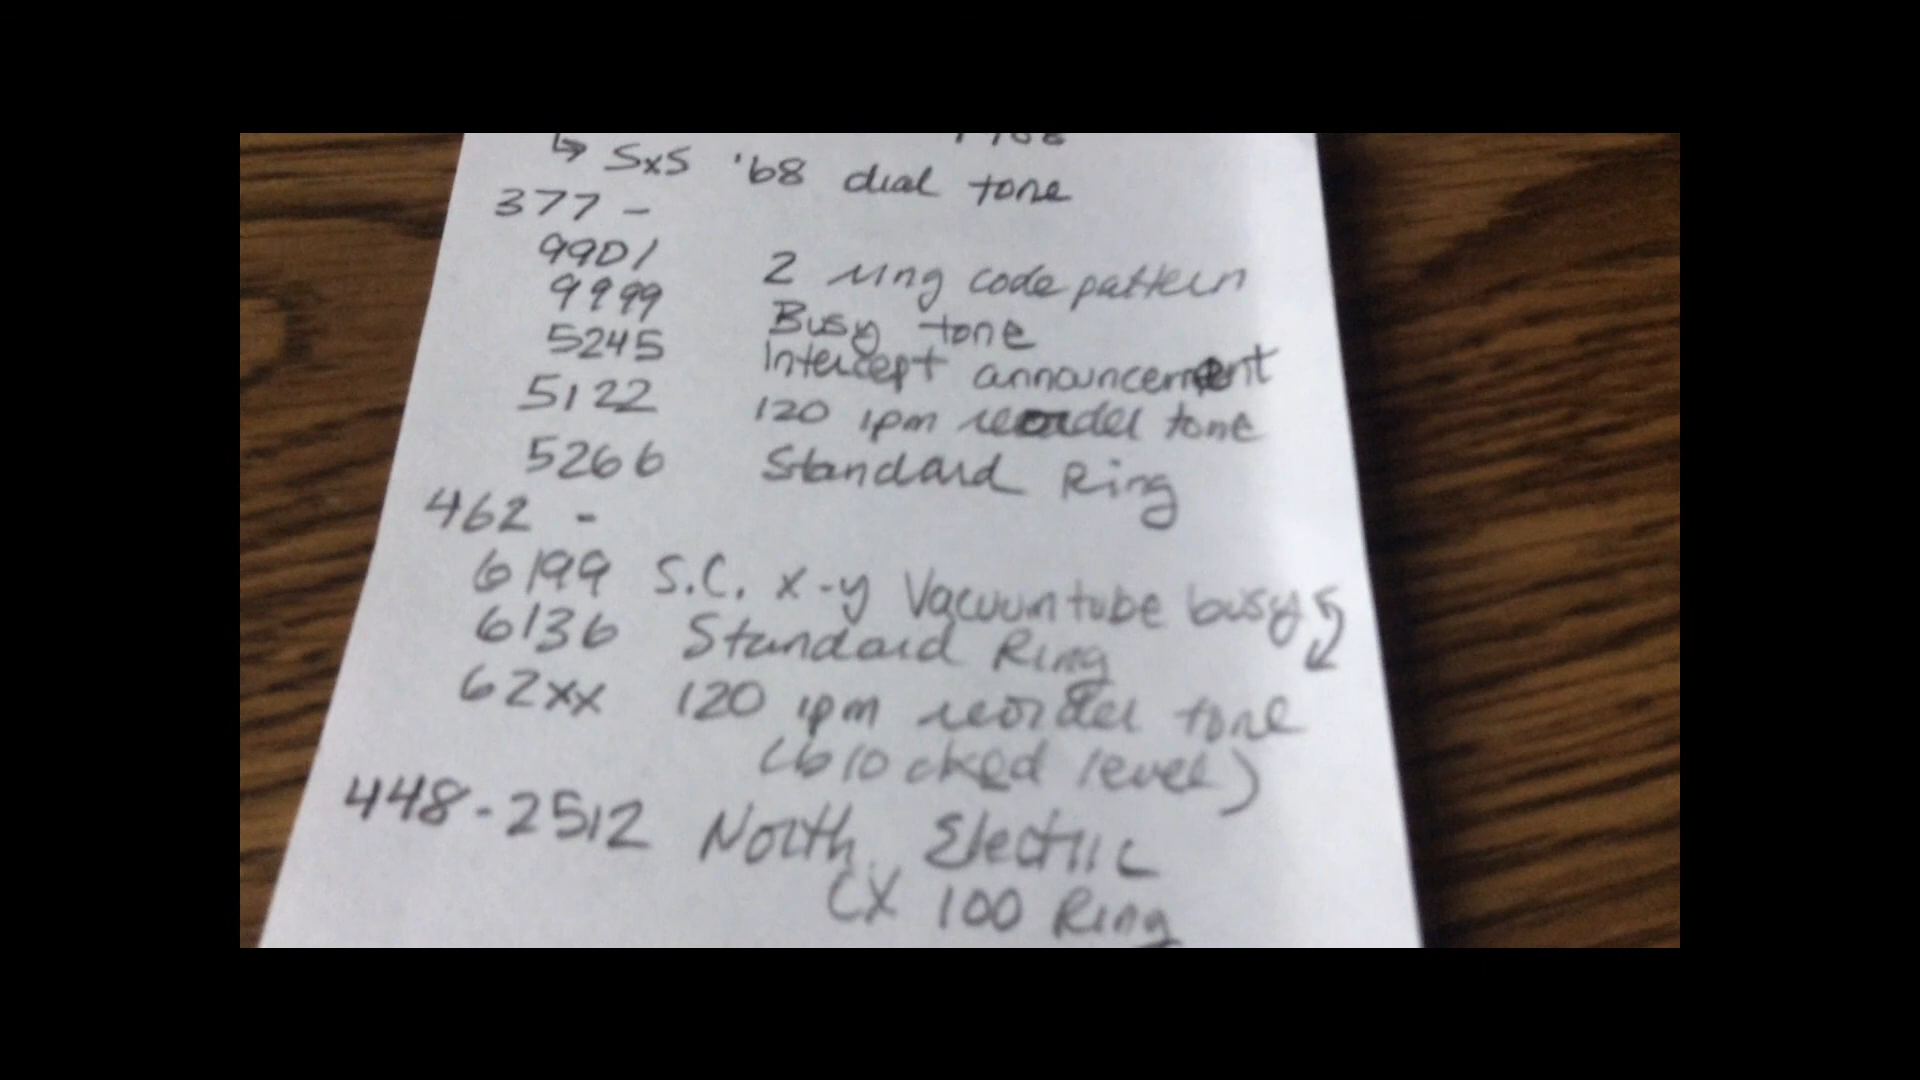 ↳ SxS '68 dial tone
377 -
9901 2 ring code pattern
9999 Busy tone
5245 Intercept announcement
5122 120 ipm reorder tone
5266 Standard Ring
462 -
6199 S.C. x-y Vacuum tube busy
6136 Standard Ring
62xx 120 ipm reorder tone
(blocked level)
448-2512 North Electric
CX 100 Ring